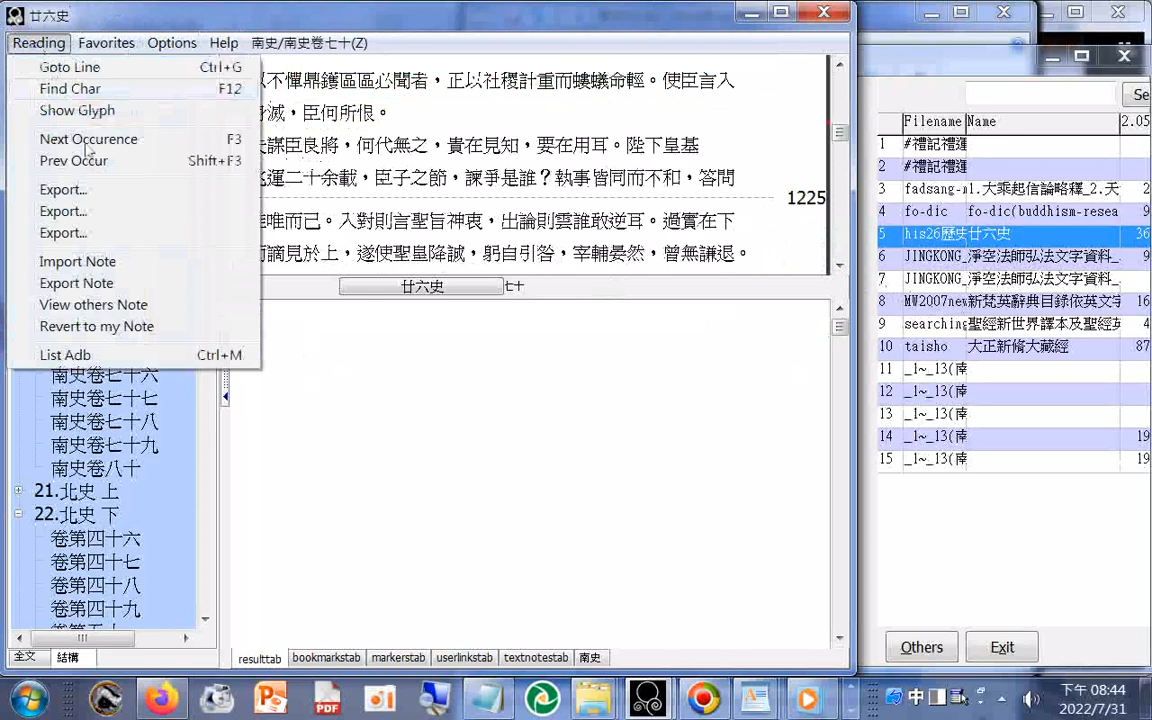 廿六史
Reading Favorites Options Help 南史/南史卷七十(Z)
Goto Line Ctrl+G
Find Char F12
Show Glyph
Next Occurence F3
Prev Occur Shift+F3
Export...
Export...
Export...
Import Note
Export Note
View others Note
Revert to my Note
List Adb Ctrl+M
不憚鼎鑊區區必聞者，正以社稷計重而螻蟻命輕。使臣言入
身滅，臣何所恨。
謀臣良將，何代無之，貴在見知，要在用耳。陛下皇基
兆運二十余載，臣子之節，諫爭是誰？執事皆同而不和，答問
1225
唯而己。入對則言聖旨神衷，出論則雲誰敢逆耳。過實在下
而謫見於上，遂使聖皇降誠，躬自引咎，宰輔晏然，曾無謙退。
廿六史 七十
南史卷七十六
南史卷七十七
南史卷七十八
南史卷七十九
南史卷八十
21.北史 上
22.北史 下
卷第四十六
卷第四十七
卷第四十八
卷第四十九
全文 結構
resulttab bookmarkstab markerstab userlinkstab textnotestab 南史
Se
Filename Name 2.05
1 #禮記禮運
2 #禮記禮運
3 fadsang-m1.大乘起信論略釋_2.天 2
4 fo-dic fo-dic(buddhism-resea 9
5 his26歷史廿六史 36
6 JINGKONG_淨空法師弘法文字資料_ 9
7 JINGKONG_淨空法師弘法文字資料_
8 MW2007new新梵英辭典目錄依英文字 16
9 searching聖經新世界譯本及聖經英 4
10 taisho 大正新脩大藏經 87
11 _1~_13(南
12 _1~_13(南
13 _1~_13(南
14 _1~_13(南 19
15 _1~_13(南 19
Others Exit
PDF
中
下午 08:44
2022/7/31